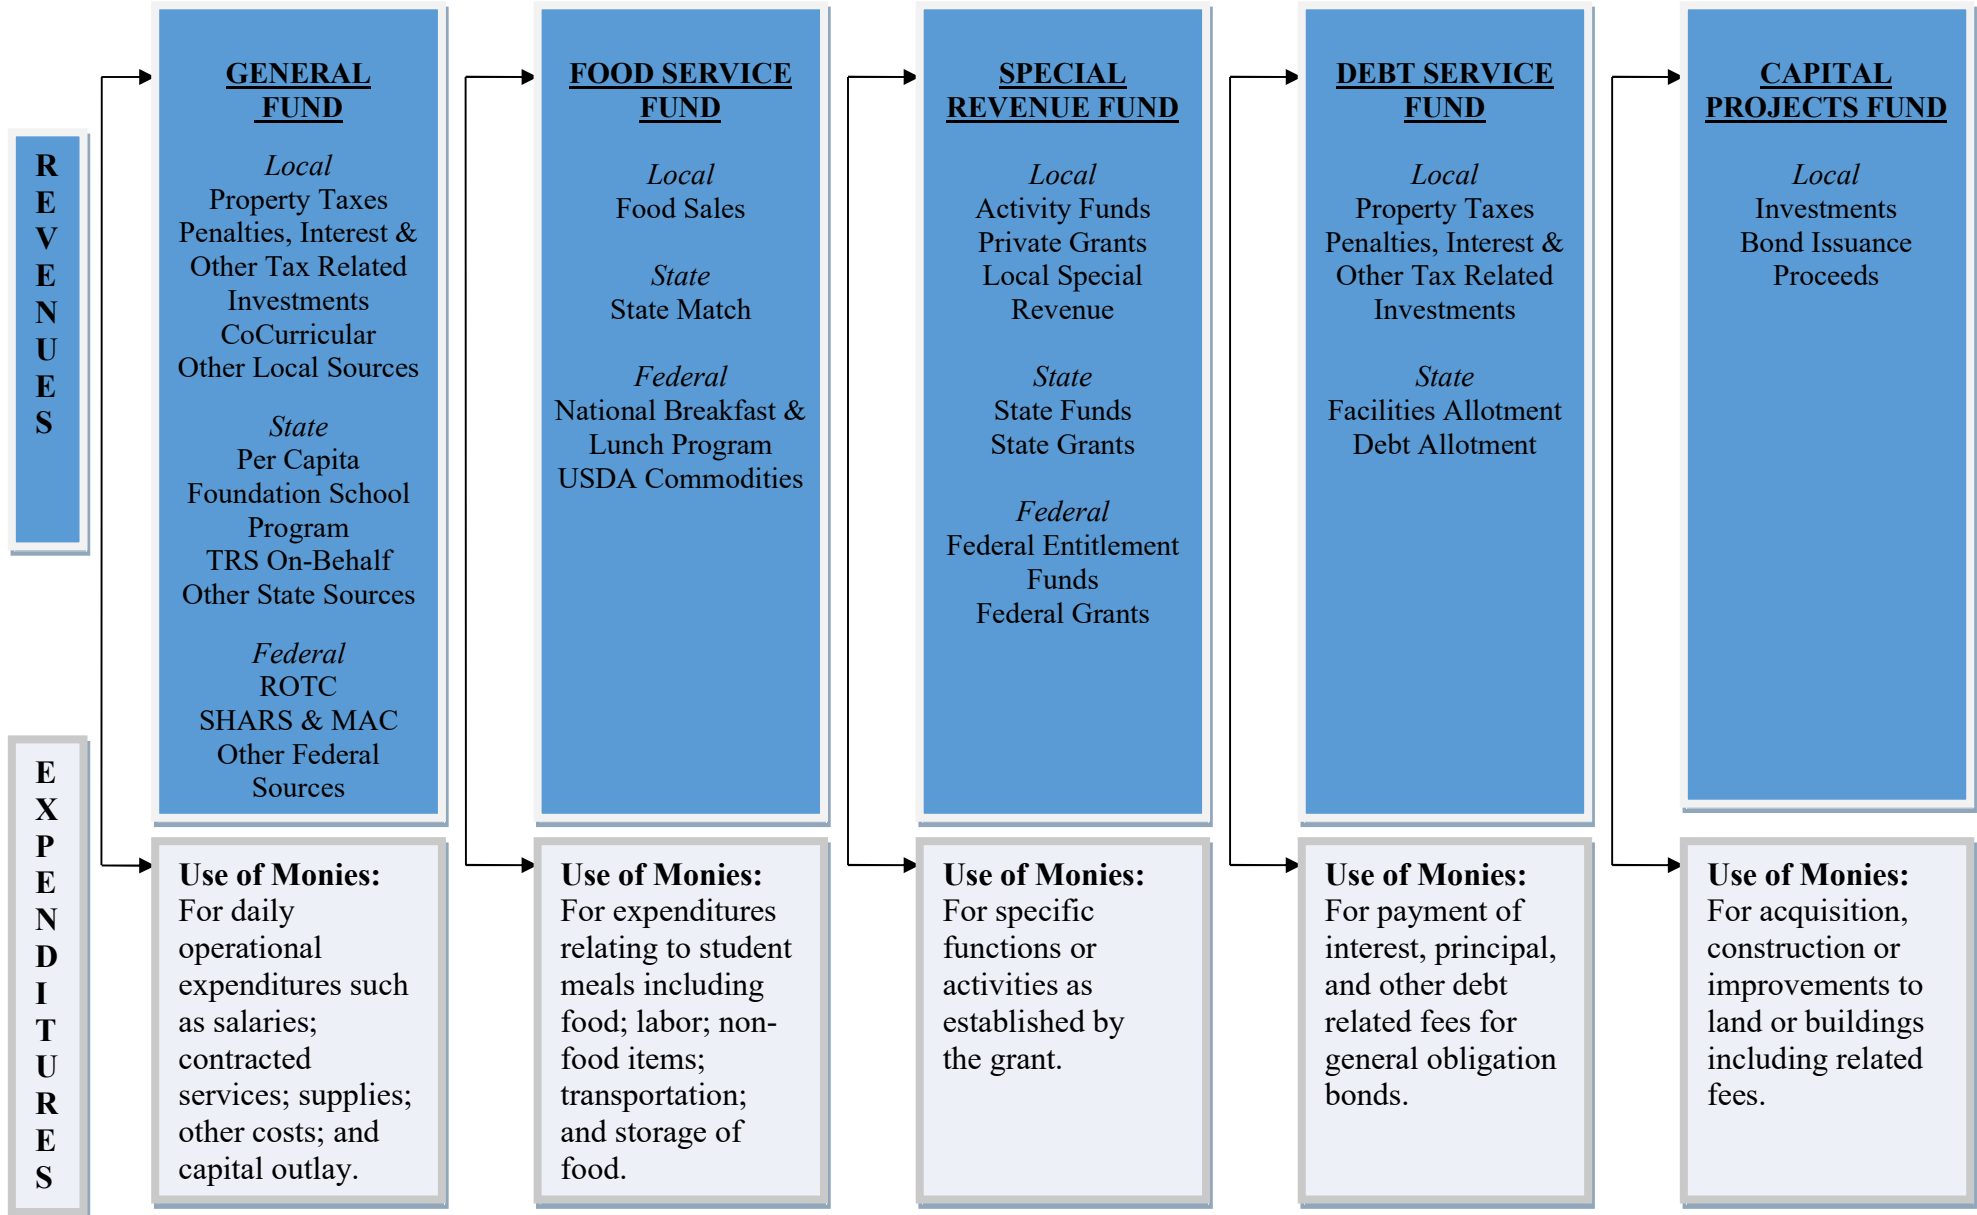 REVENUES
GENERAL
FUND
Local
Property Taxes
Penalties, Interest &
Other Tax Related
Investments
CoCurricular
Other Local Sources
State
Per Capita
Foundation School
Program
TRS On-Behalf
Other State Sources
Federal
ROTC
SHARS & MAC
Other Federal
Sources
FOOD SERVICE
FUND
Local
Food Sales
State
State Match
Federal
National Breakfast &
Lunch Program
USDA Commodities
SPECIAL
REVENUE FUND
Local
Activity Funds
Private Grants
Local Special
Revenue
State
State Funds
State Grants
Federal
Federal Entitlement
Funds
Federal Grants
DEBT SERVICE
FUND
Local
Property Taxes
Penalties, Interest &
Other Tax Related
Investments
State
Facilities Allotment
Debt Allotment
CAPITAL
PROJECTS FUND
Local
Investments
Bond Issuance
Proceeds
EXPENDITURES
Use of Monies:
For daily
operational
expenditures such
as salaries;
contracted
services; supplies;
other costs; and
capital outlay.
Use of Monies:
For expenditures
relating to student
meals including
food; labor; non-
food items;
transportation;
and storage of
food.
Use of Monies:
For specific
functions or
activities as
established by
the grant.
Use of Monies:
For payment of
interest, principal,
and other debt
related fees for
general obligation
bonds.
Use of Monies:
For acquisition,
construction or
improvements to
land or buildings
including related
fees.